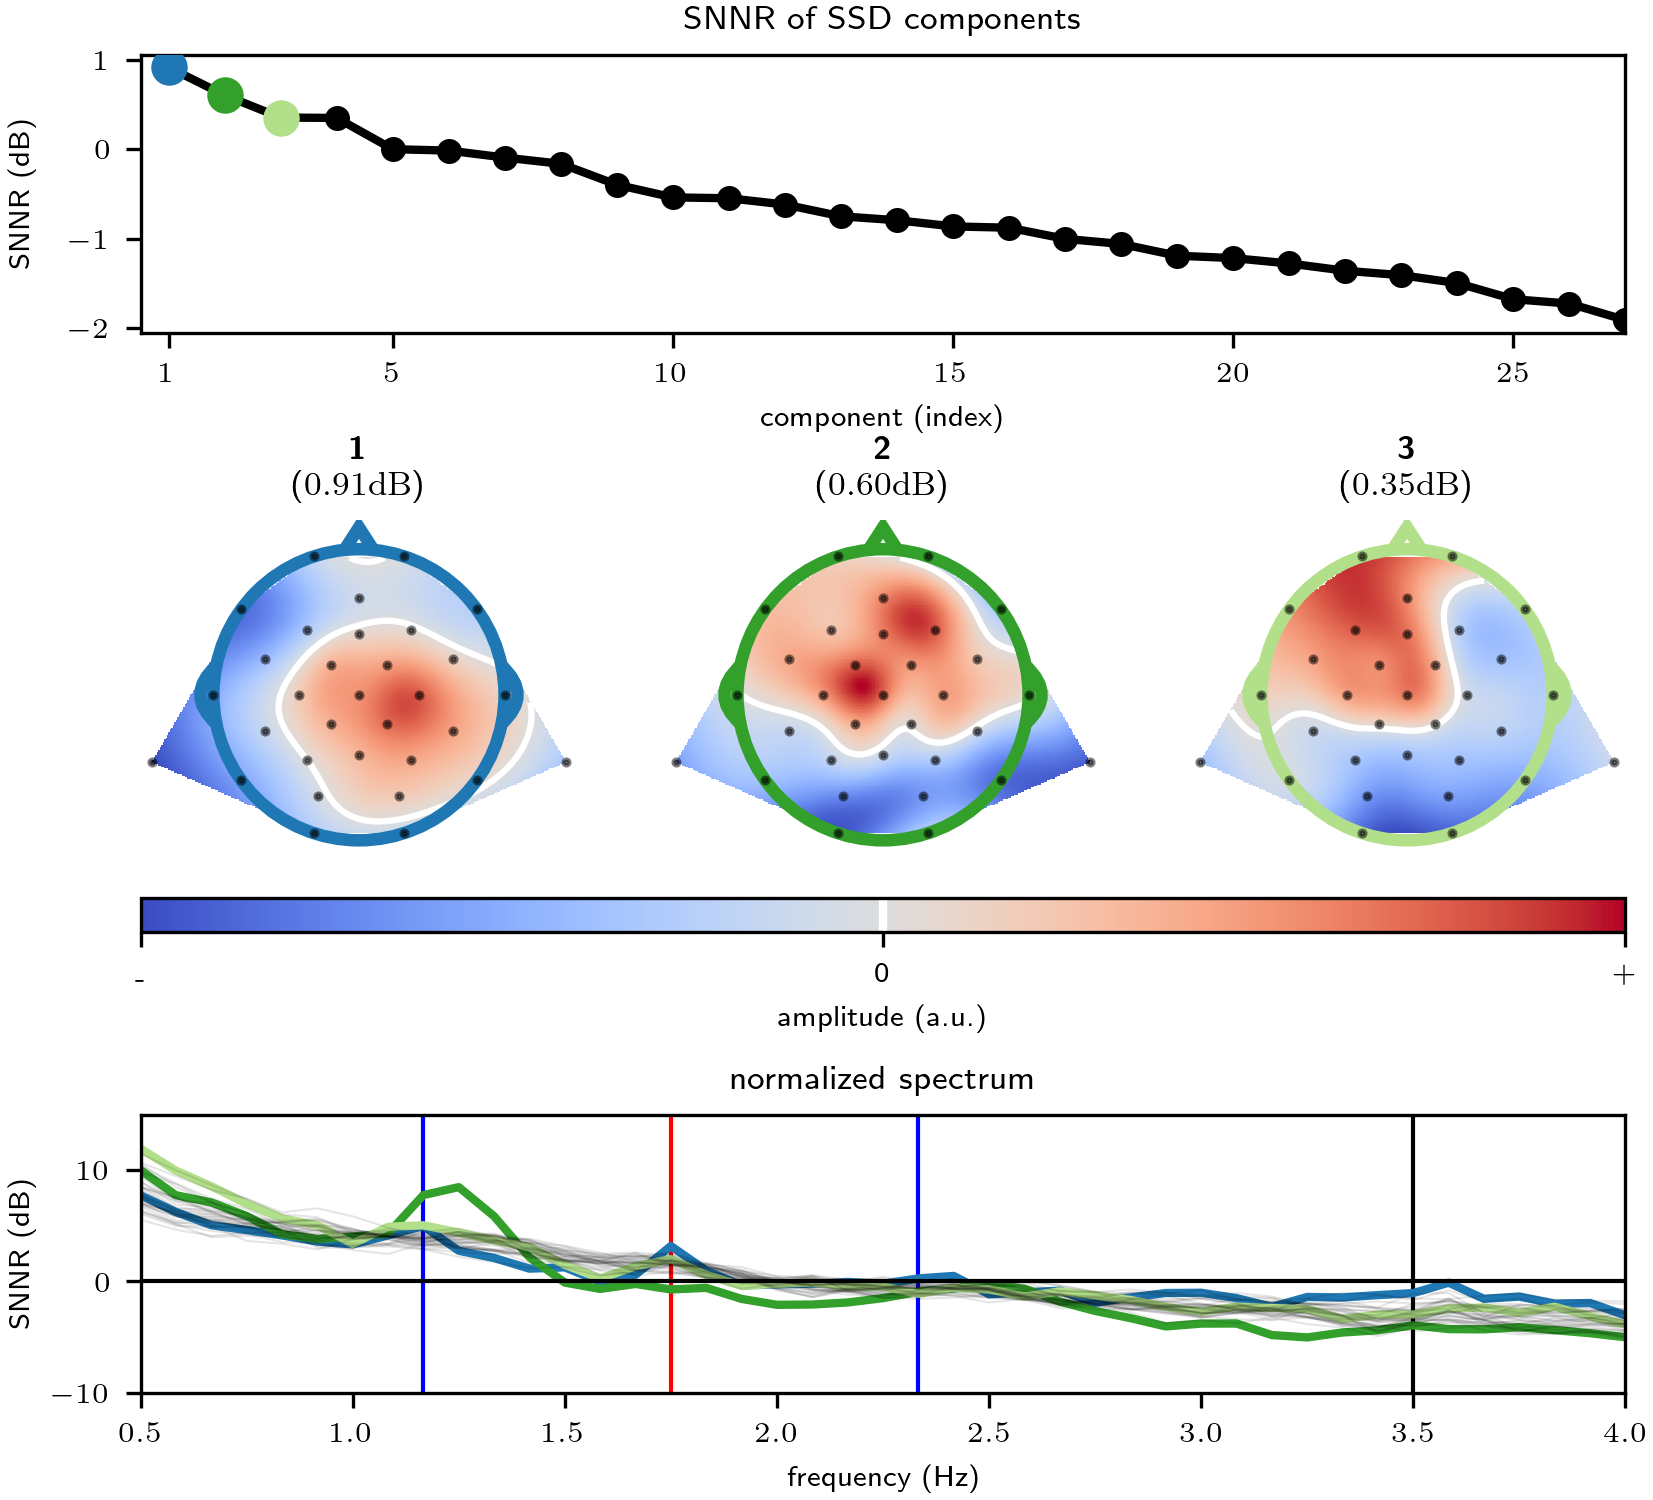 SNNR of SSD components
SNNR (dB)
1
0
−1
−2
1 5 10 15 20 25
component (index)
1 2 3
(0.91dB) (0.60dB) (0.35dB)
- 0 +
amplitude (a.u.)
normalized spectrum
SNNR (dB)
10
0
−10
0.5 1.0 1.5 2.0 2.5 3.0 3.5 4.0
frequency (Hz)